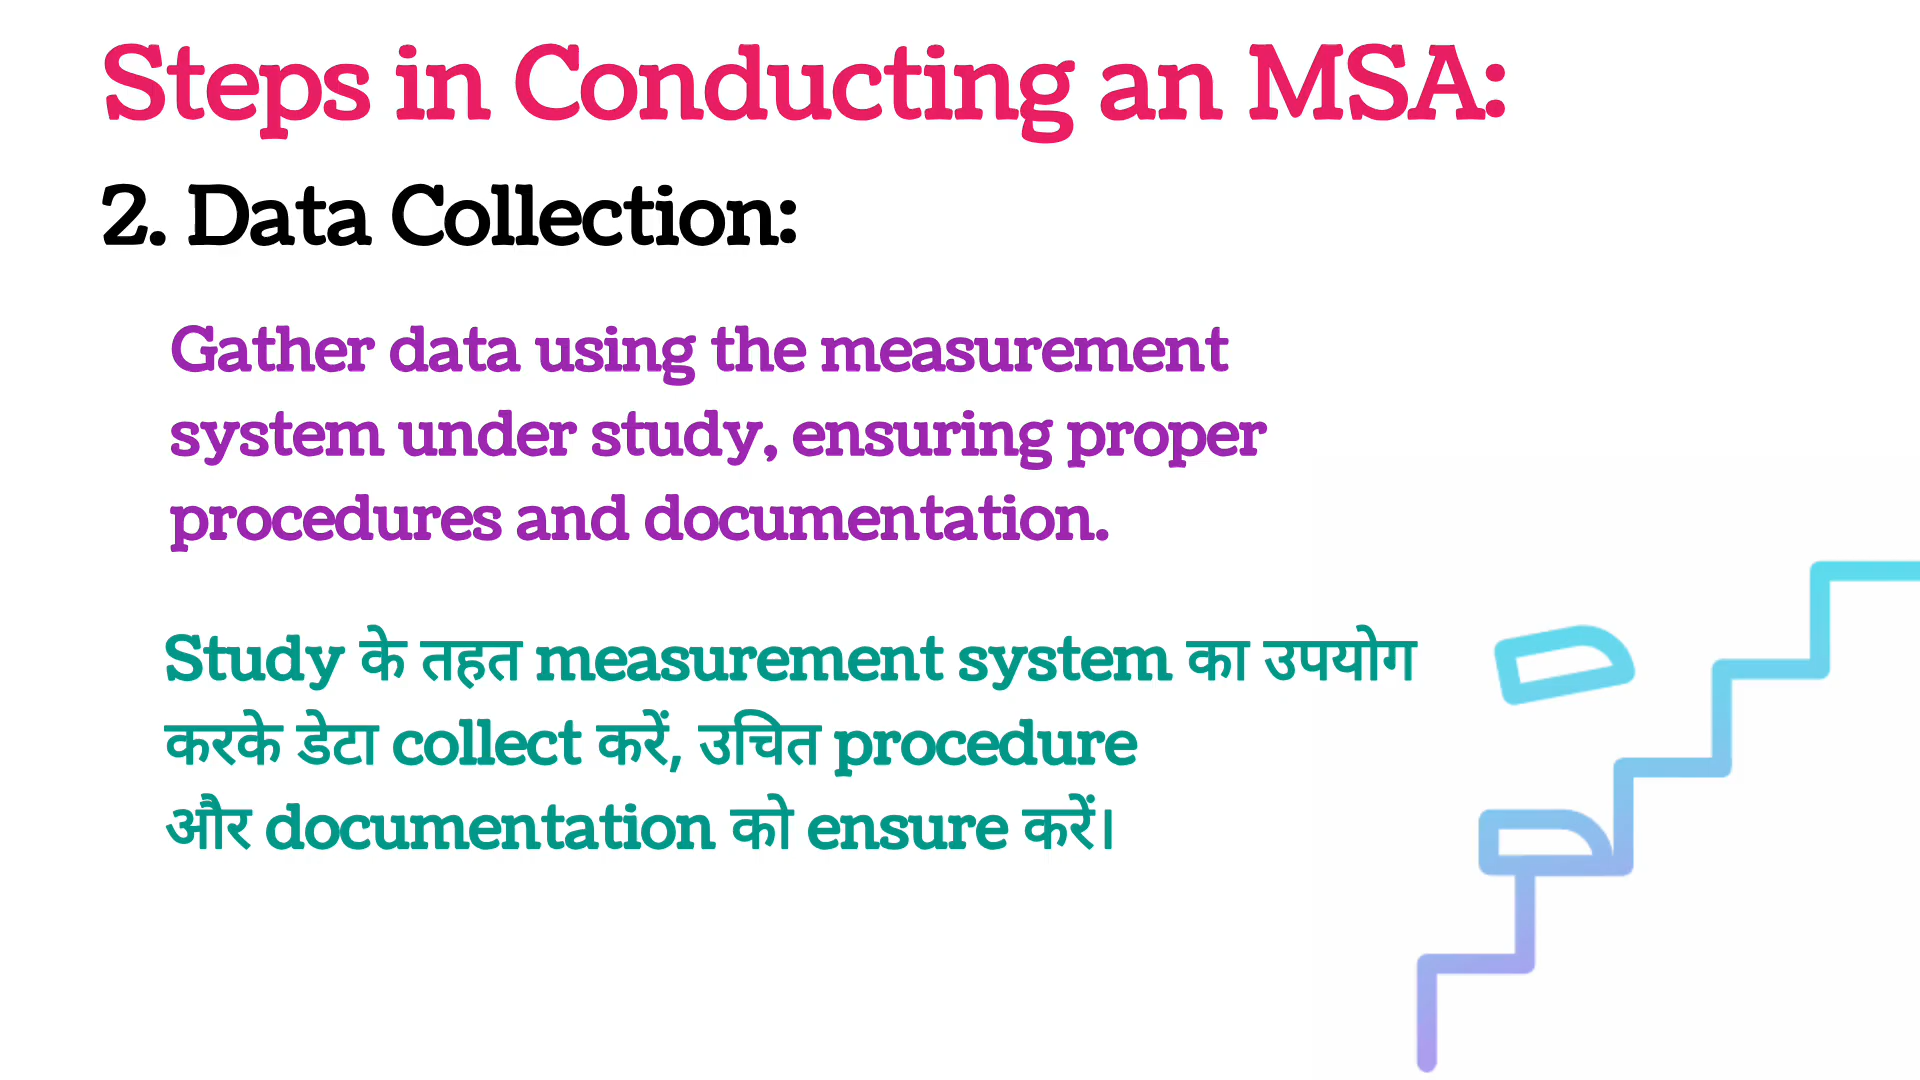 Steps in Conducting an MSA:
2. Data Collection:
Gather data using the measurement
system under study, ensuring proper
procedures and documentation.
Study के तहत measurement system का उपयोग
करके डेटा collect करें, उचित procedure
और documentation को ensure करें।